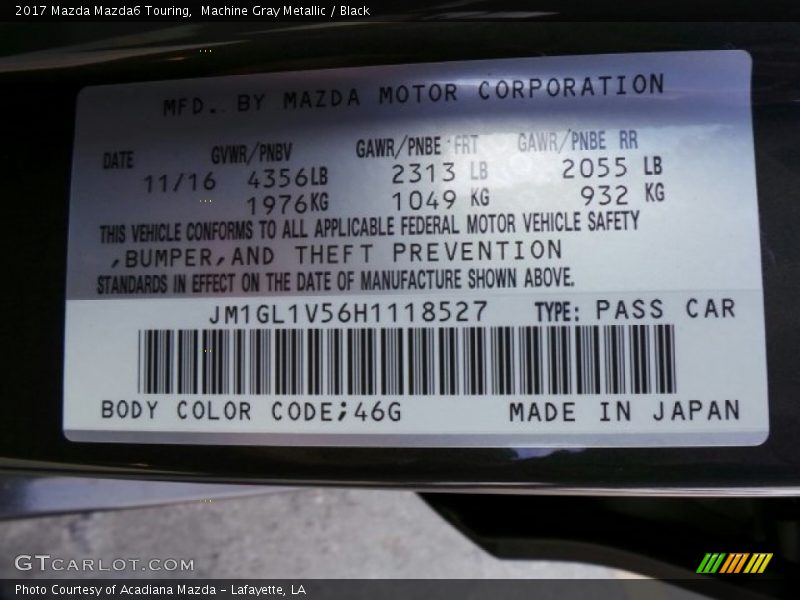 2017 Mazda Mazda6 Touring,  Machine Gray Metallic / Black
MFD. BY MAZDA MOTOR CORPORATION
DATE GVWR/PNBV GAWR/PNBE FRT GAWR/PNBE RR
11/16 4356LB 2313 LB 2055 LB
1976KG 1049 KG 932 KG
THIS VEHICLE CONFORMS TO ALL APPLICABLE FEDERAL MOTOR VEHICLE SAFETY
,BUMPER,AND THEFT PREVENTION
STANDARDS IN EFFECT ON THE DATE OF MANUFACTURE SHOWN ABOVE.
JM1GL1V56H1118527 TYPE: PASS CAR
BODY COLOR CODE;46G MADE IN JAPAN
GTCARLOT.COM
Photo Courtesy of Acadiana Mazda - Lafayette, LA